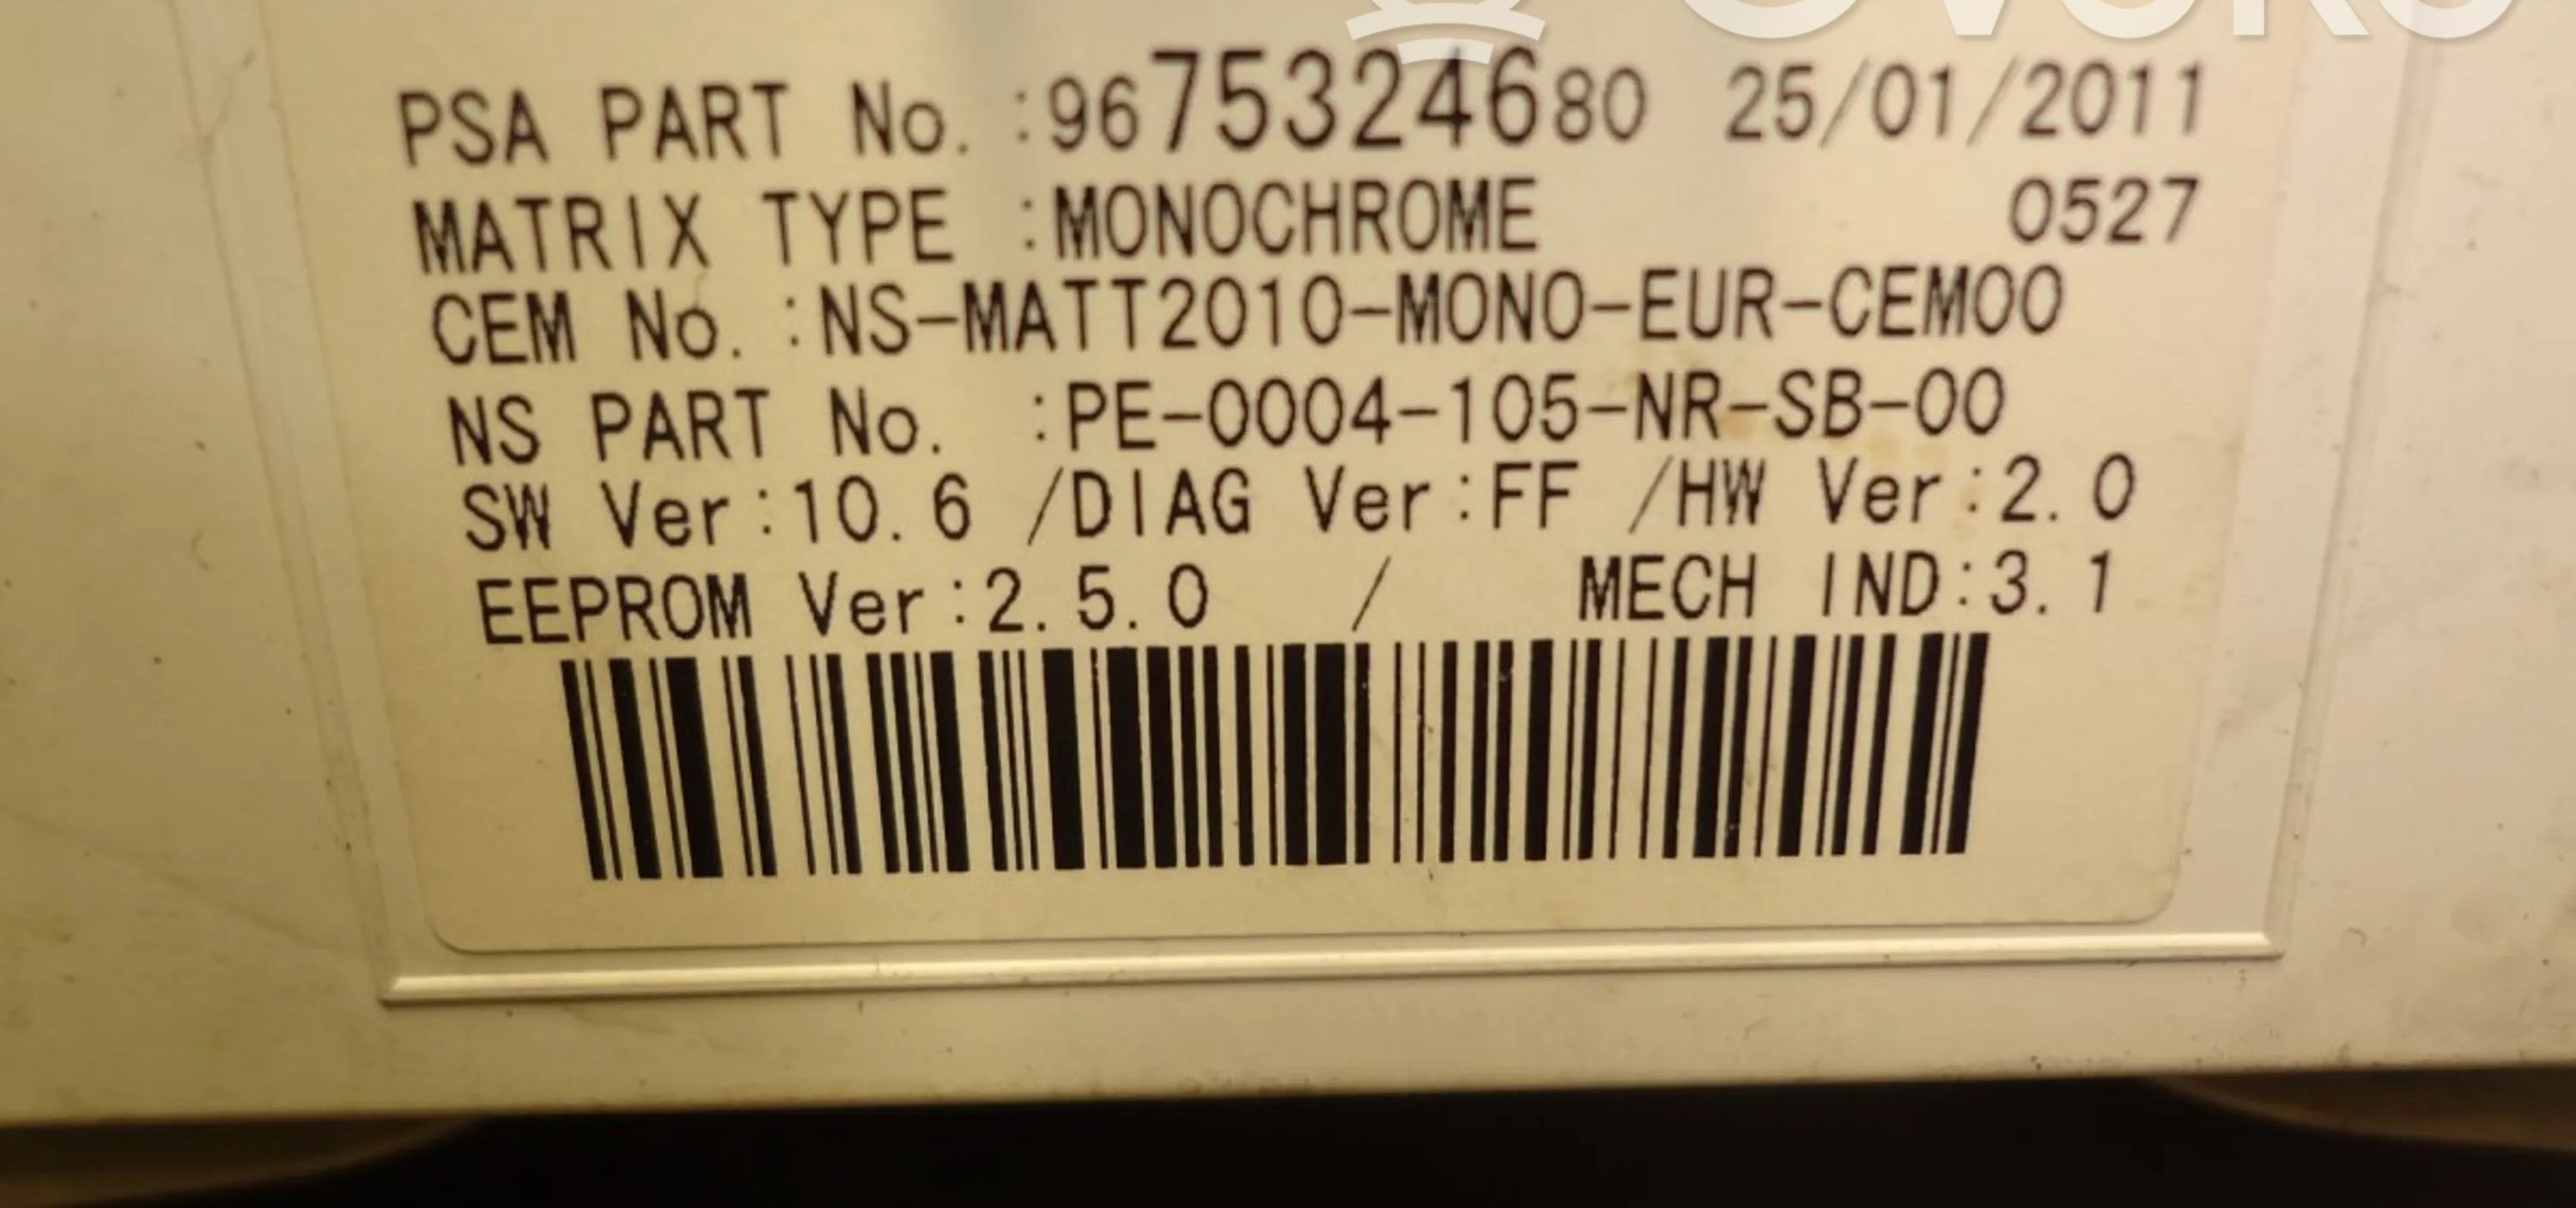 PSA PART No. :9675324680 25/01/2011
MATRIX TYPE :MONOCHROME 0527
CEM No. :NS-MATT2010-MONO-EUR-CEM00
NS PART No. :PE-0004-105-NR-SB-00
SW Ver:10.6 /DIAG Ver:FF /HW Ver:2.0
EEPROM Ver:2.5.0 / MECH IND:3.1